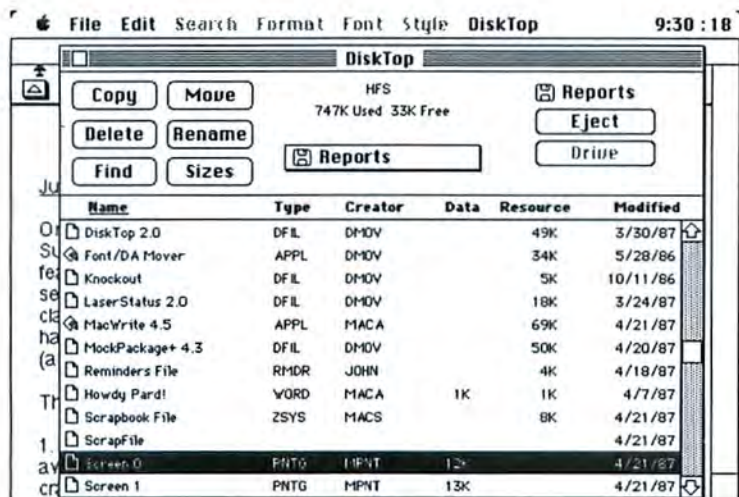 File Edit Search Format Font Style DiskTop 9:30:18
DiskTop
Copy Move
HFS
747K Used 33K Free
Reports
Eject
Delete Rename
Reports
Drive
Find Sizes
Name Type Creator Data Resource Modified
DiskTop 2.0 DFIL DMOV 49K 3/30/87
Font/DA Mover APPL DMOV 34K 5/28/86
Knockout DFIL DMOV 5K 10/11/86
LaserStatus 2.0 DFIL DMOV 18K 3/24/87
MacWrite 4.5 APPL MACA 69K 4/21/87
MockPackage+ 4.3 DFIL DMOV 50K 4/20/87
Reminders File RMDR JOHN 4K 4/18/87
Howdy Pard! WORD MACA 1K 1K 4/7/87
Scrapbook File ZSYS MACS 8K 4/21/87
ScrapFile 4/21/87
Screen 0 PNTG MPNT 12K 4/21/87
Screen 1 PNTG MPNT 13K 4/21/87